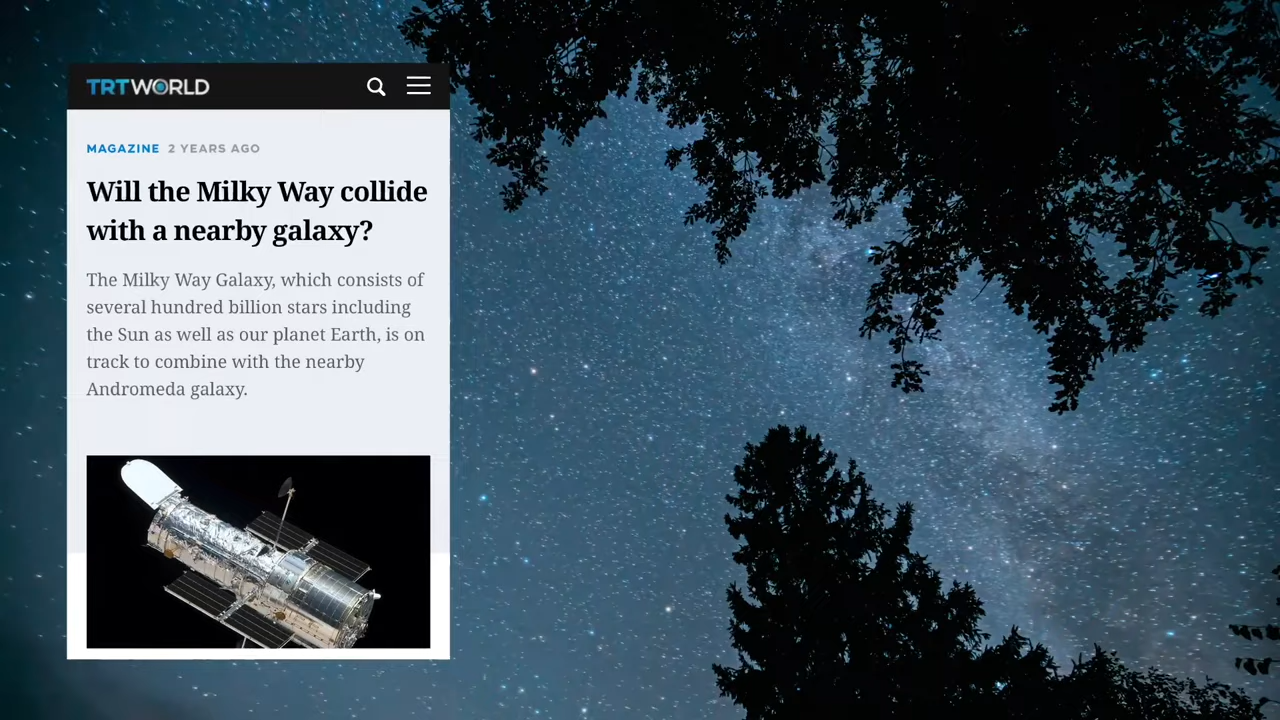 TRTWORLD
MAGAZINE 2 YEARS AGO
Will the Milky Way collide
with a nearby galaxy?
The Milky Way Galaxy, which consists of
several hundred billion stars including
the Sun as well as our planet Earth, is on
track to combine with the nearby
Andromeda galaxy.